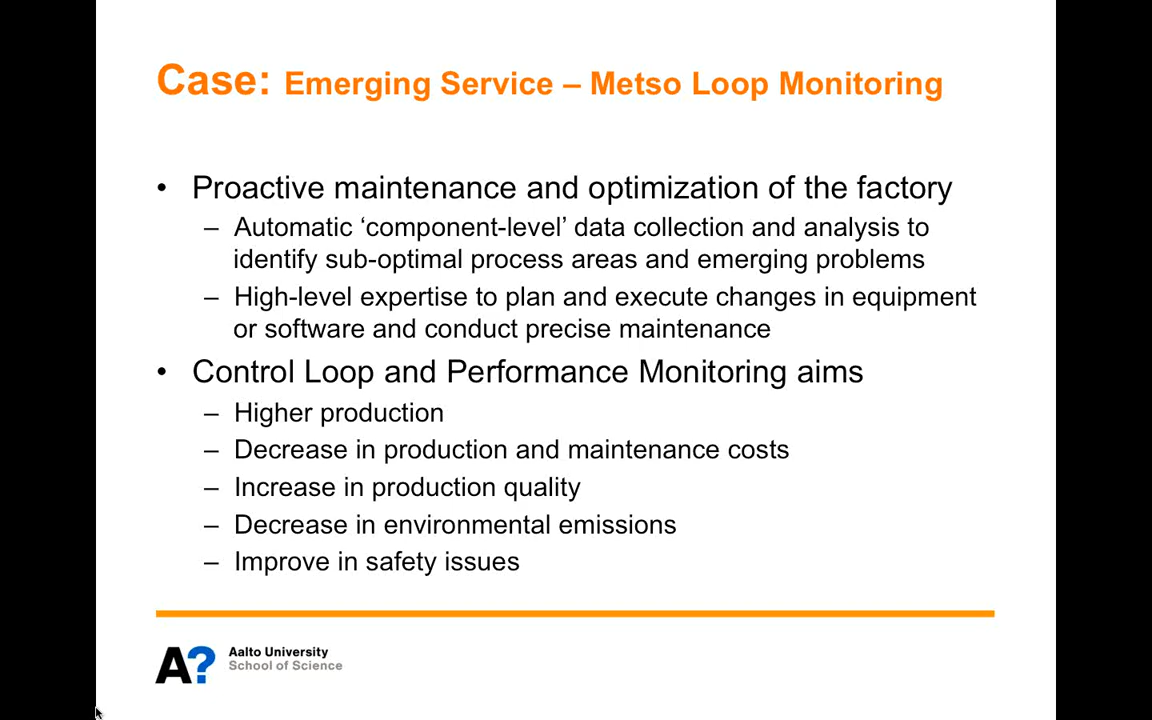 Case: Emerging Service – Metso Loop Monitoring
• Proactive maintenance and optimization of the factory
– Automatic ‘component-level’ data collection and analysis to
identify sub-optimal process areas and emerging problems
– High-level expertise to plan and execute changes in equipment
or software and conduct precise maintenance
• Control Loop and Performance Monitoring aims
– Higher production
– Decrease in production and maintenance costs
– Increase in production quality
– Decrease in environmental emissions
– Improve in safety issues
A?
Aalto University
School of Science